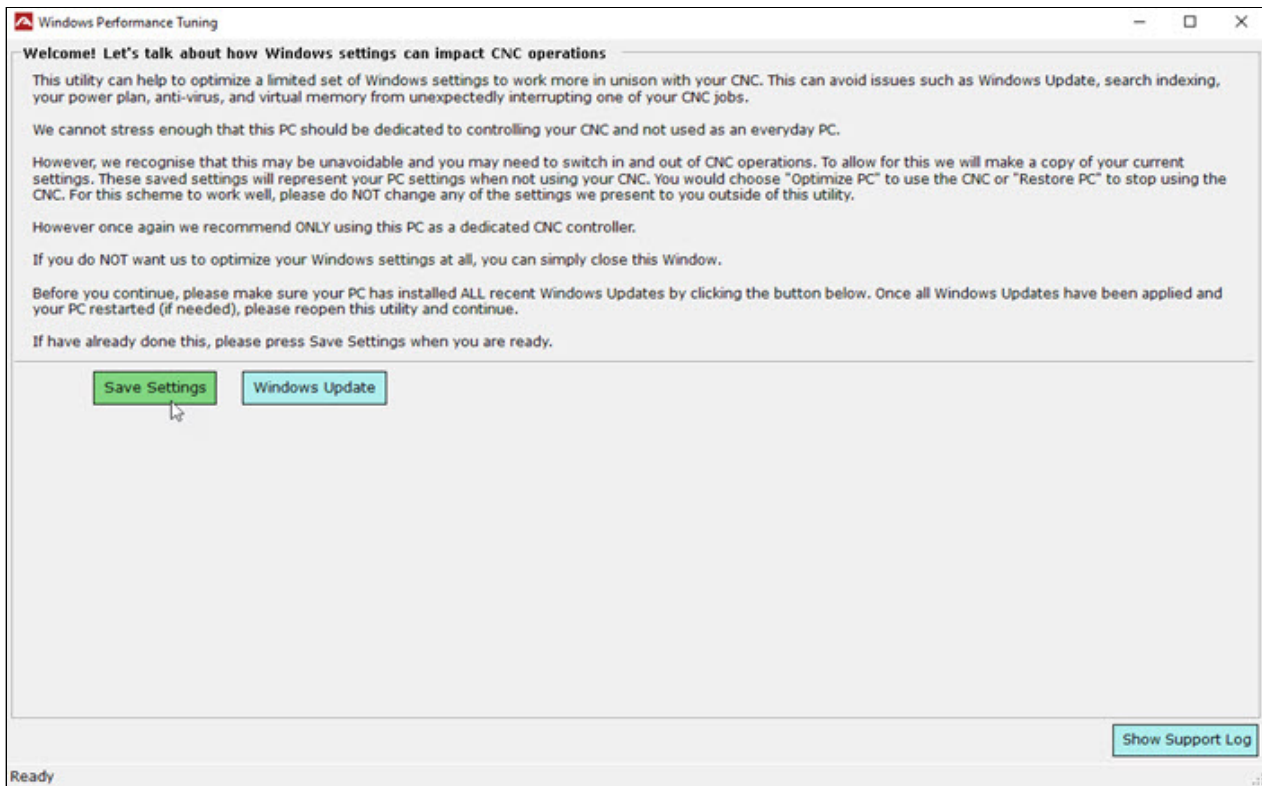 Windows Performance Tuning
Welcome! Let's talk about how Windows settings can impact CNC operations
This utility can help to optimize a limited set of Windows settings to work more in unison with your CNC. This can avoid issues such as Windows Update, search indexing,
your power plan, anti-virus, and virtual memory from unexpectedly interrupting one of your CNC jobs.
We cannot stress enough that this PC should be dedicated to controlling your CNC and not used as an everyday PC.
However, we recognise that this may be unavoidable and you may need to switch in and out of CNC operations. To allow for this we will make a copy of your current
settings. These saved settings will represent your PC settings when not using your CNC. You would choose "Optimize PC" to use the CNC or "Restore PC" to stop using the
CNC. For this scheme to work well, please do NOT change any of the settings we present to you outside of this utility.
However once again we recommend ONLY using this PC as a dedicated CNC controller.
If you do NOT want us to optimize your Windows settings at all, you can simply close this Window.
Before you continue, please make sure your PC has installed ALL recent Windows Updates by clicking the button below. Once all Windows Updates have been applied and
your PC restarted (if needed), please reopen this utility and continue.
If have already done this, please press Save Settings when you are ready.
Save Settings Windows Update
Show Support Log
Ready